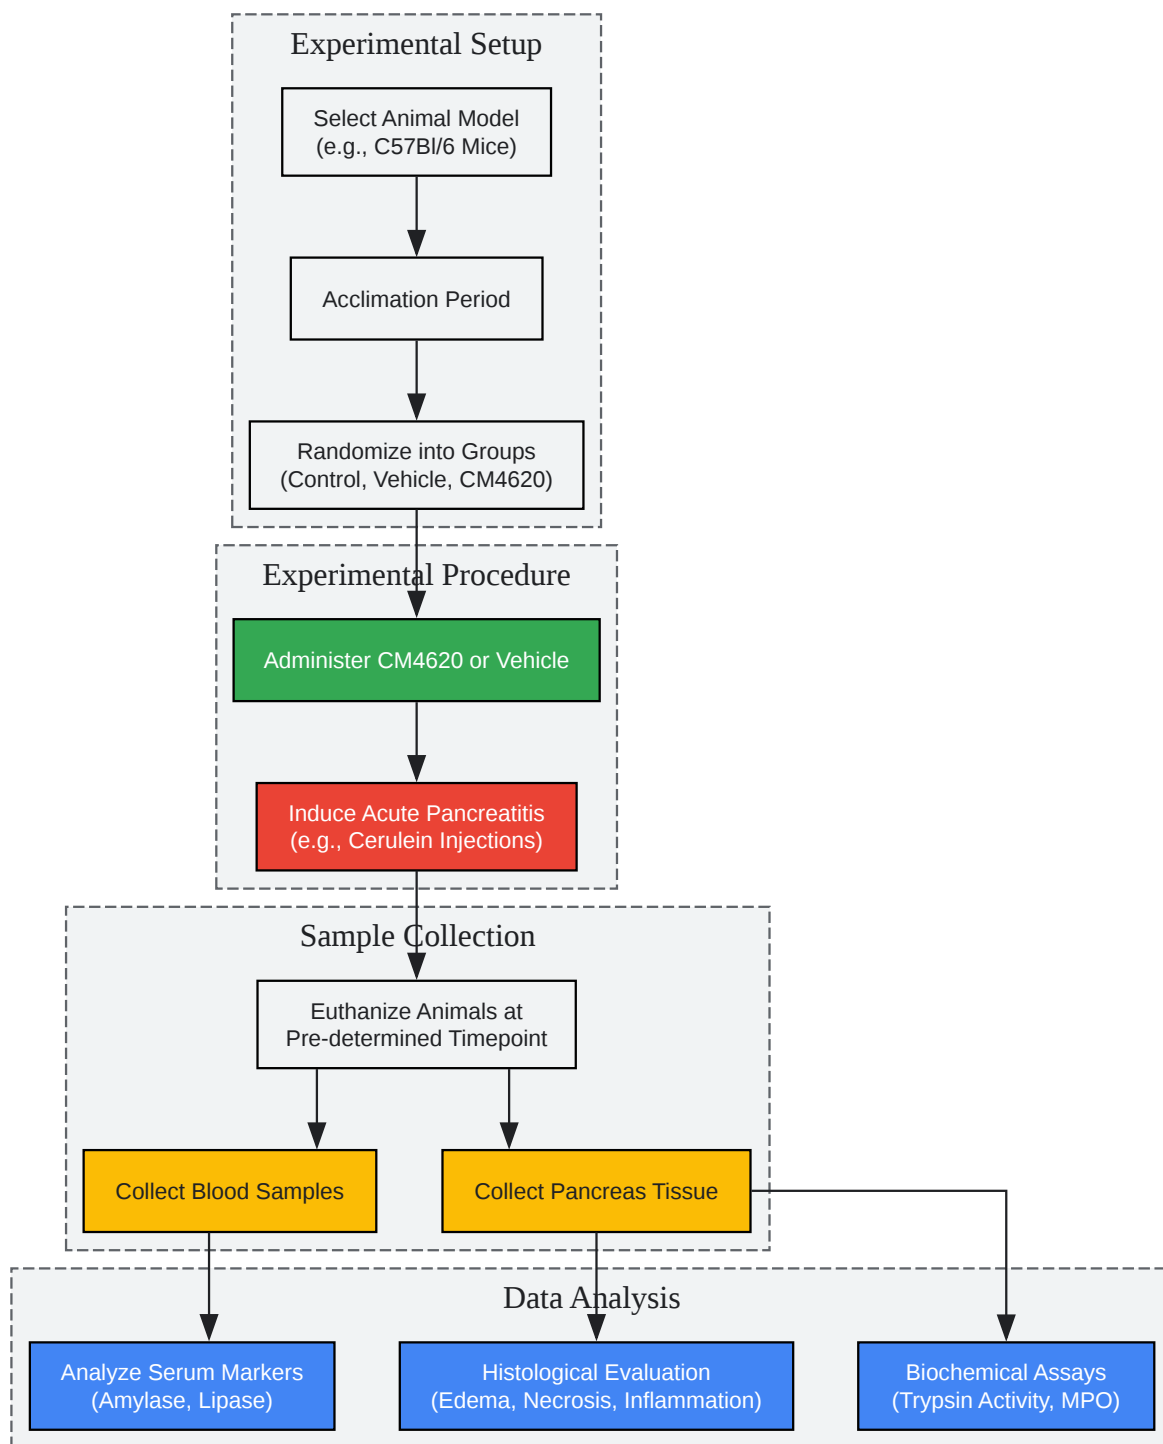 Experimental Setup
Select Animal Model
(e.g., C57Bl/6 Mice)
Acclimation Period
Randomize into Groups
(Control, Vehicle, CM4620)
Experimental Procedure
Administer CM4620 or Vehicle
Induce Acute Pancreatitis
(e.g., Cerulein Injections)
Sample Collection
Euthanize Animals at
Pre-determined Timepoint
Collect Blood Samples
Collect Pancreas Tissue
Data Analysis
Analyze Serum Markers
(Amylase, Lipase)
Histological Evaluation
(Edema, Necrosis, Inflammation)
Biochemical Assays
(Trypsin Activity, MPO)